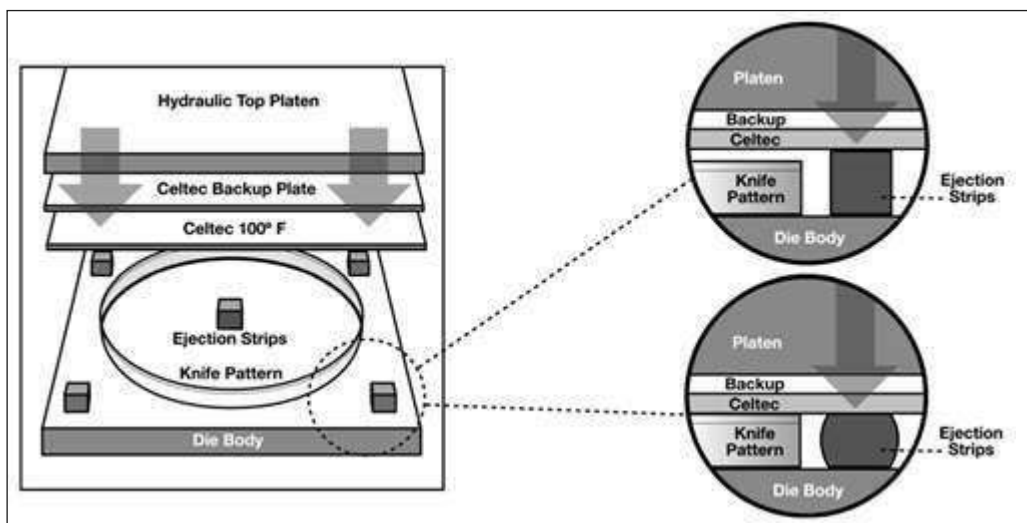 Hydraulic Top Platen
Celtec Backup Plate
Celtec 100° F
Ejection Strips
Knife Pattern
Die Body
Platen
Backup
Celtec
Knife
Pattern
Ejection
Strips
Die Body
Platen
Backup
Celtec
Knife
Pattern
Ejection
Strips
Die Body